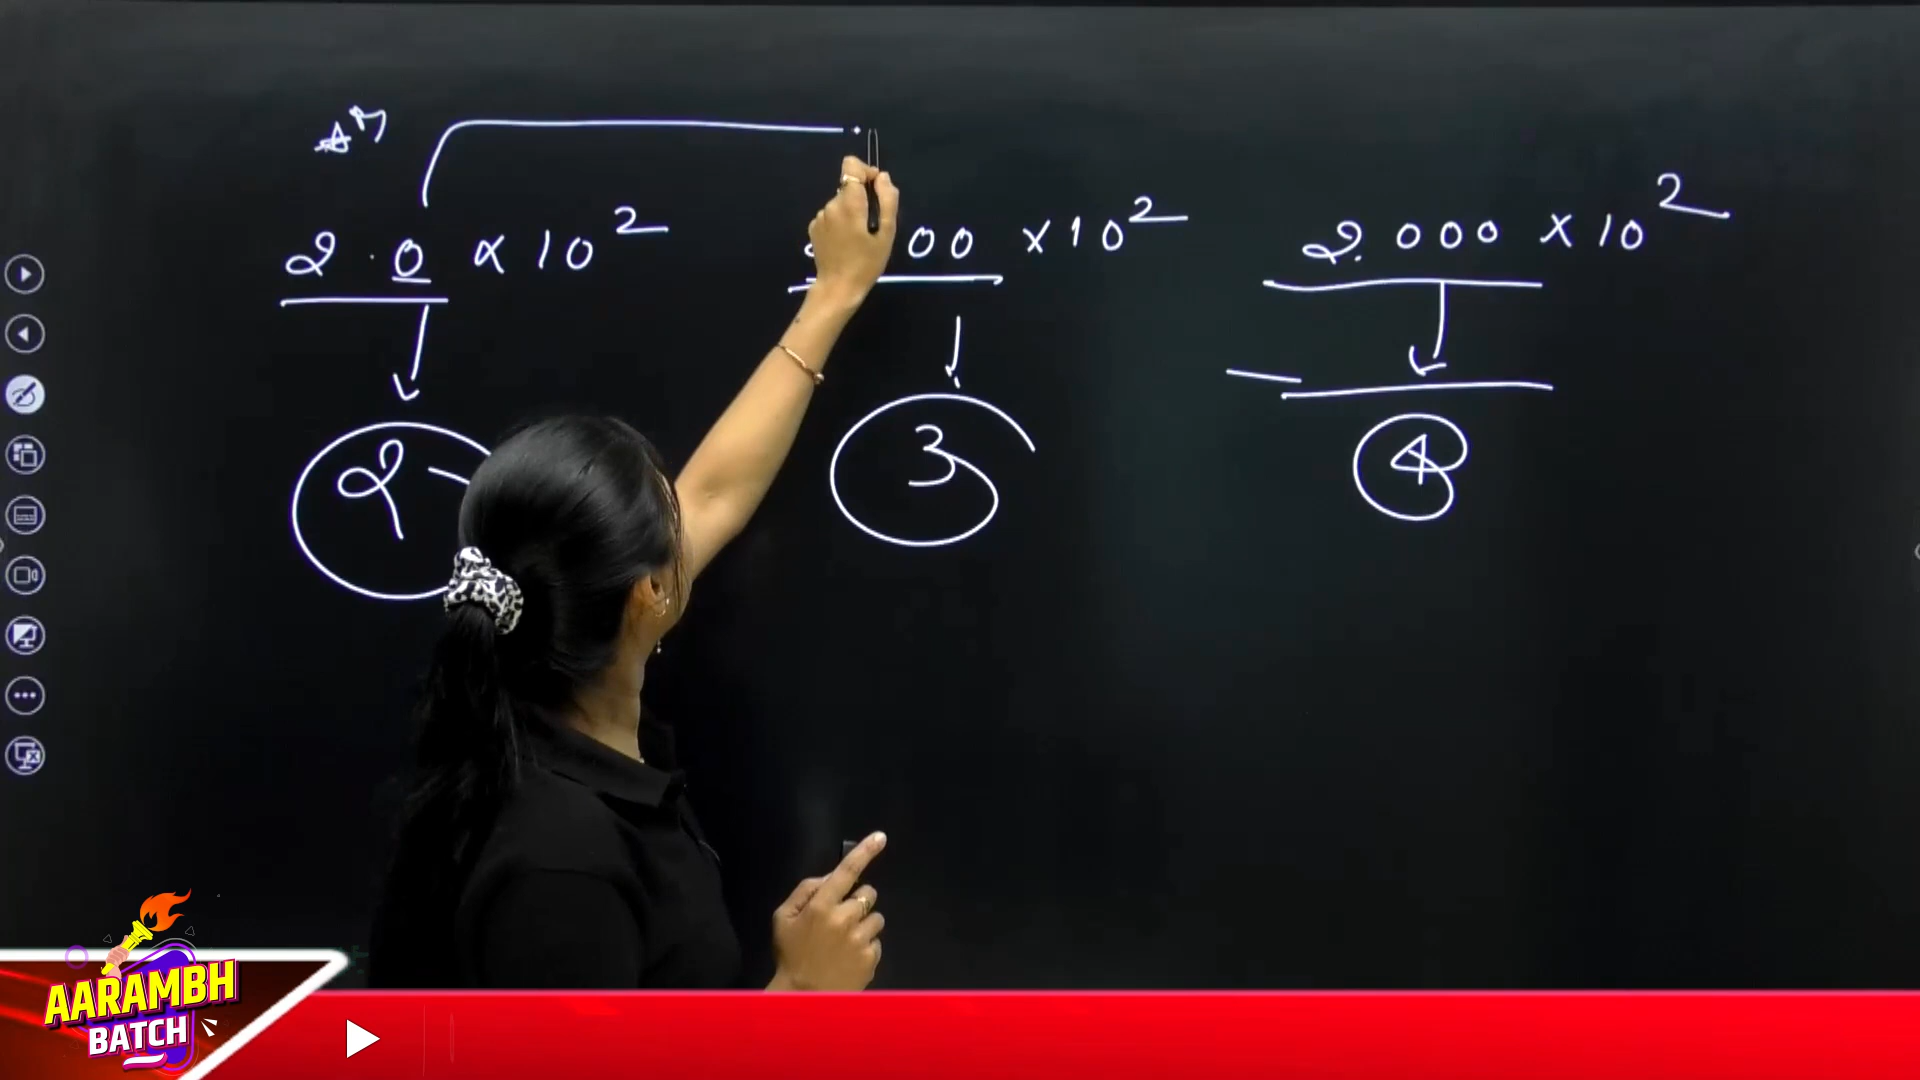 2.0 × 10²
00 × 10²
2.000 × 10²
2
3
4
AARAMBH
BATCH